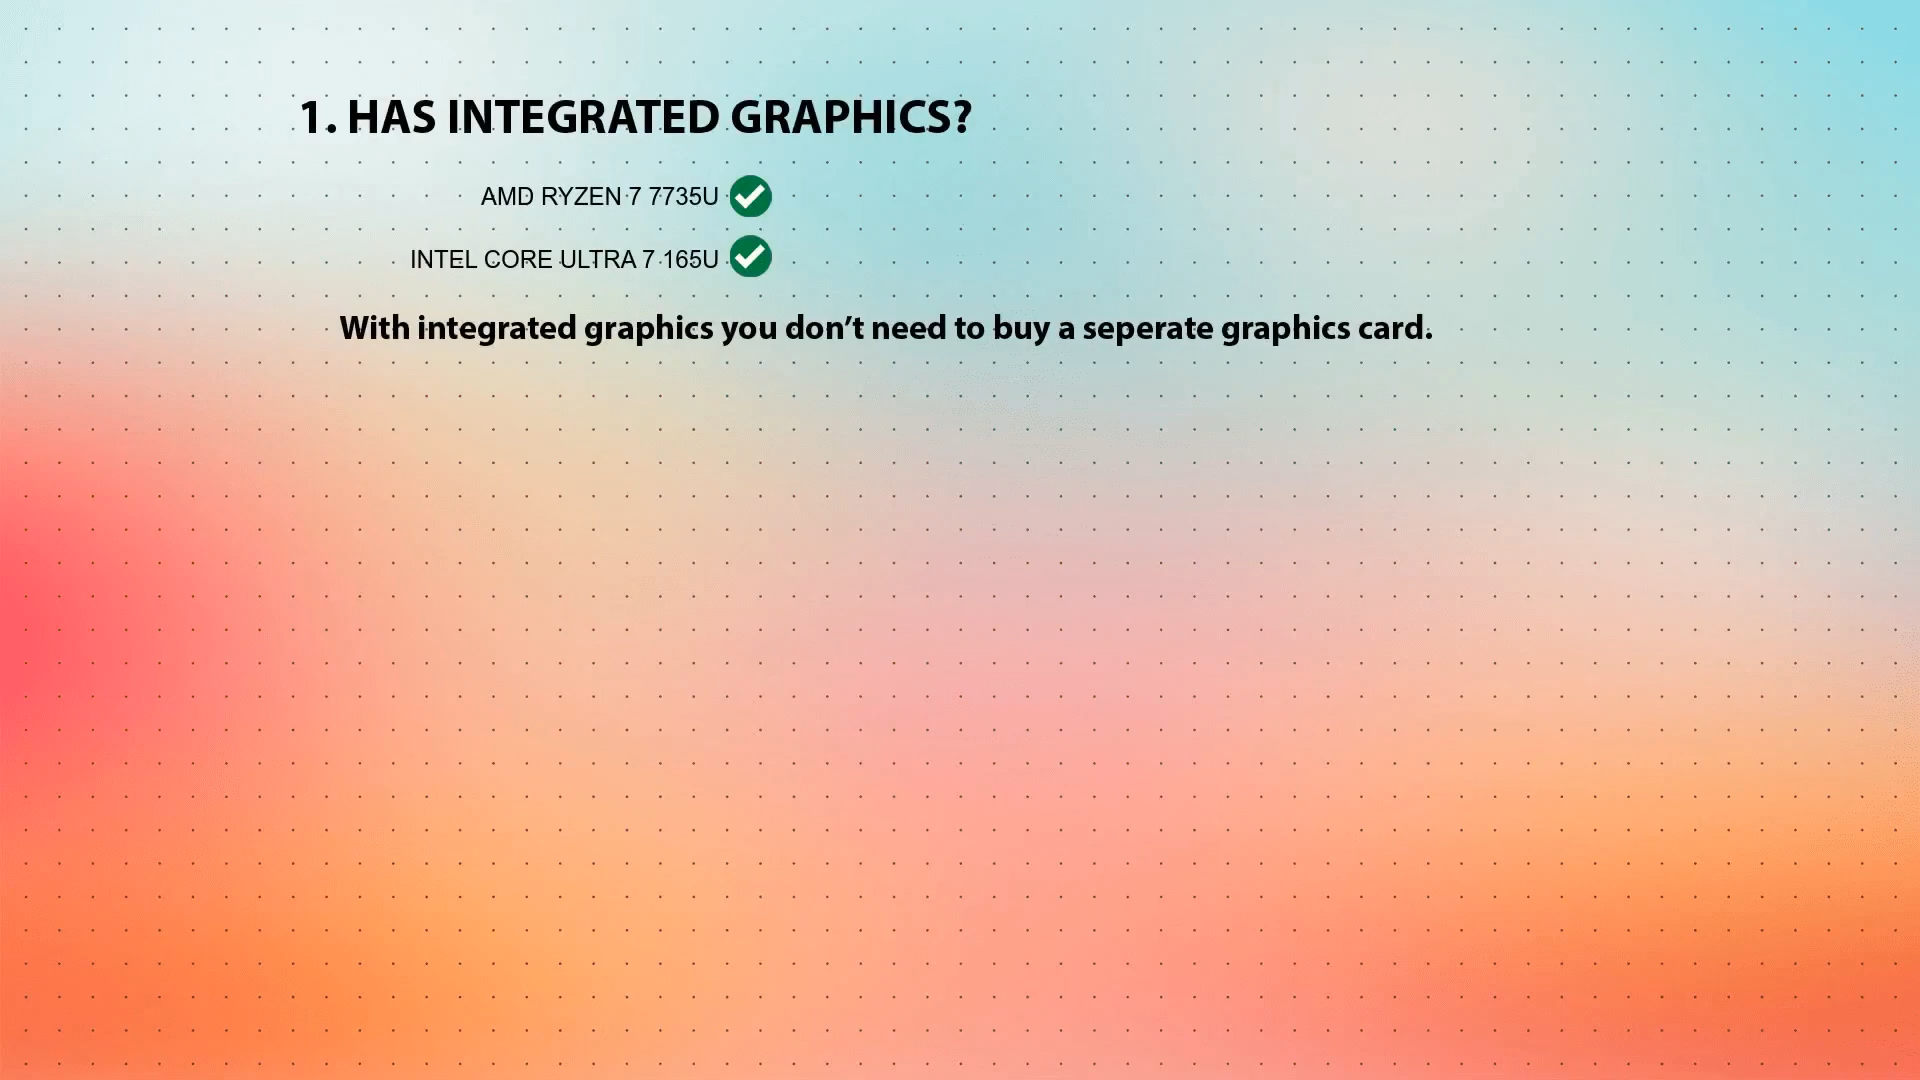 1. HAS INTEGRATED GRAPHICS?
AMD RYZEN 7 7735U
INTEL CORE ULTRA 7 165U
With integrated graphics you don’t need to buy a seperate graphics card.